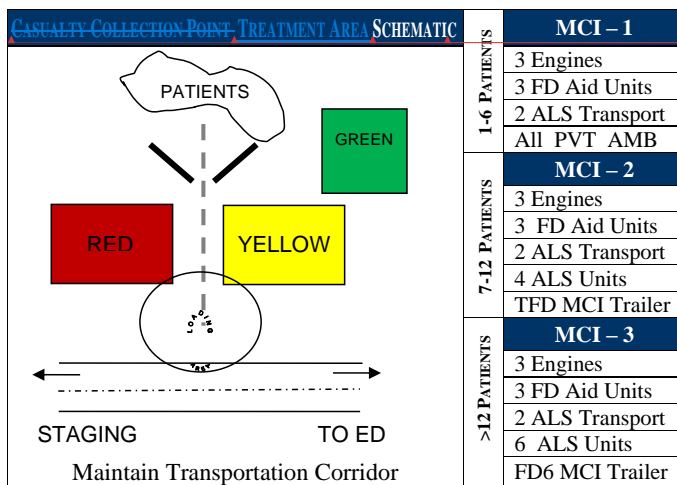 CASUALTY COLLECTION POINT TREATMENT AREA SCHEMATIC
PATIENTS
GREEN
RED
YELLOW
LOADING
AREA
STAGING
TO ED
Maintain Transportation Corridor
1-6 PATIENTS
MCI – 1
3 Engines
3 FD Aid Units
2 ALS Transport
All PVT AMB
7-12 PATIENTS
MCI – 2
3 Engines
3 FD Aid Units
2 ALS Transport
4 ALS Units
TFD MCI Trailer
>12 PATIENTS
MCI – 3
3 Engines
3 FD Aid Units
2 ALS Transport
6 ALS Units
FD6 MCI Trailer